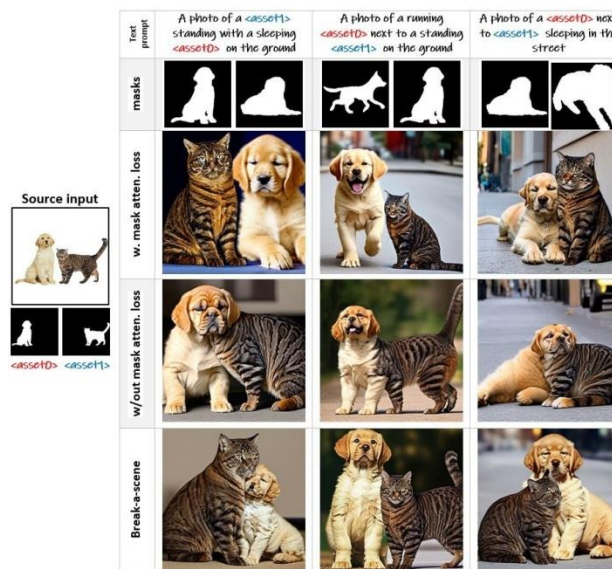 Text
prompt
A photo of a <asset1>
standing with a sleeping
<asset0> on the ground
A photo of a running
<asset0> next to a standing
<asset1> on the ground
A photo of a <asset0> nex
to <asset1> sleeping in the
street
masks
w. mask atten. loss
Source input
<asset0> <asset1>
w/out mask atten. loss
Break-a-scene